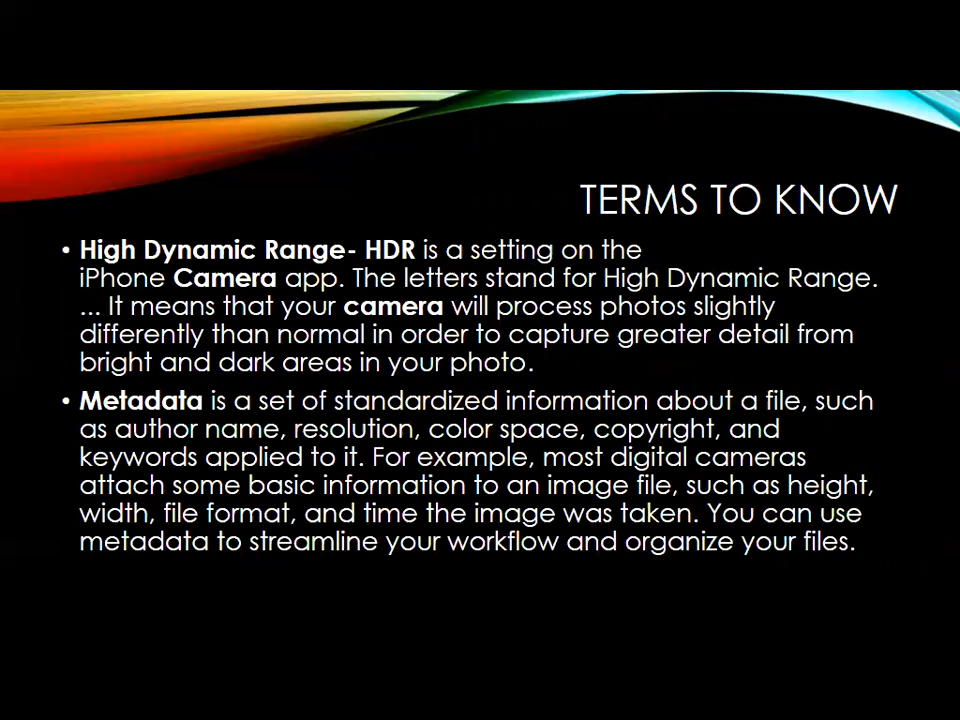 TERMS TO KNOW
• High Dynamic Range- HDR is a setting on the
iPhone Camera app. The letters stand for High Dynamic Range.
... It means that your camera will process photos slightly
differently than normal in order to capture greater detail from
bright and dark areas in your photo.
• Metadata is a set of standardized information about a file, such
as author name, resolution, color space, copyright, and
keywords applied to it. For example, most digital cameras
attach some basic information to an image file, such as height,
width, file format, and time the image was taken. You can use
metadata to streamline your workflow and organize your files.